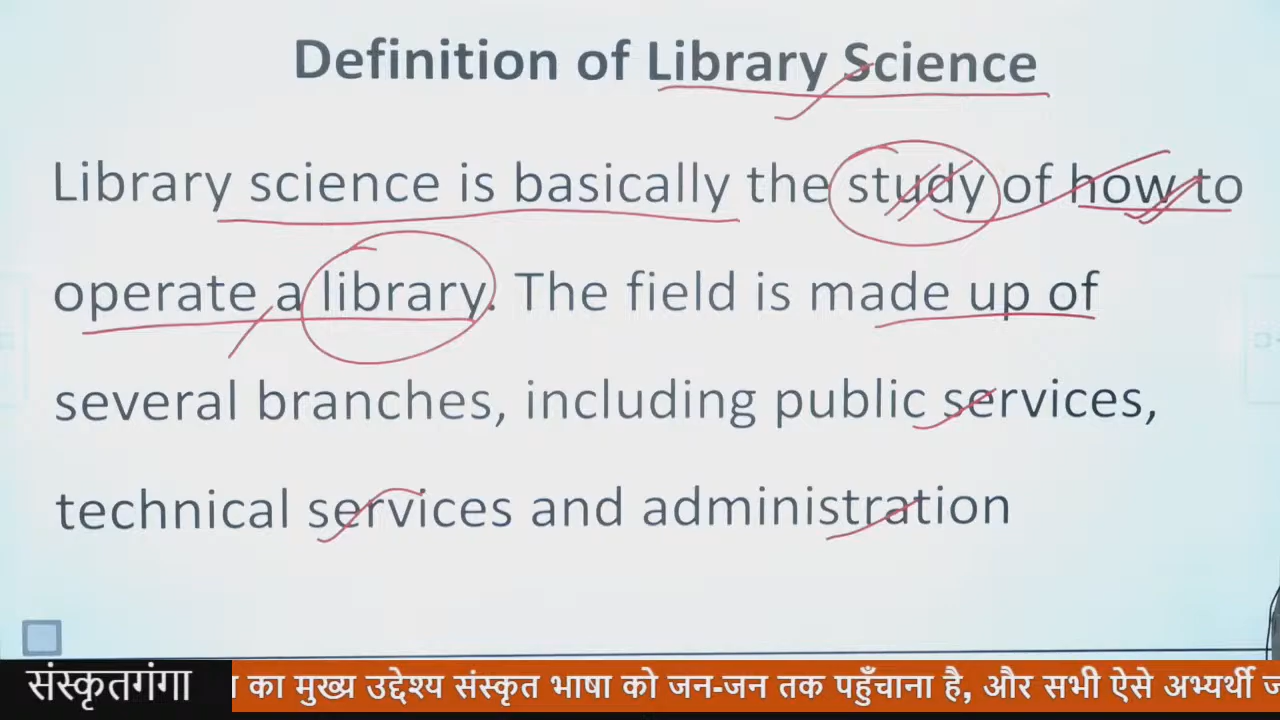 Definition of Library Science
Library science is basically the study of how to
operate a library. The field is made up of
several branches, including public services,
technical services and administration
संस्कृतगंगा
का मुख्य उद्देश्य संस्कृत भाषा को जन-जन तक पहुँचाना है, और सभी ऐसे अभ्यर्थी